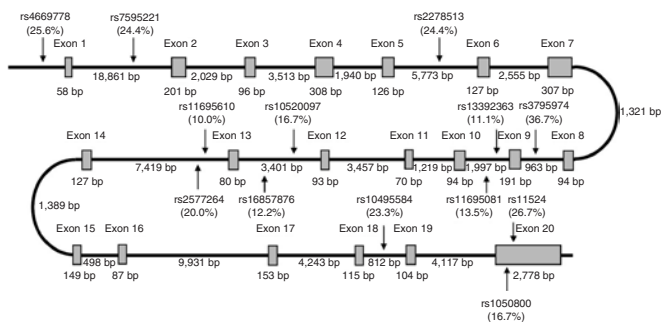 rs4669778
(25.6%)
rs7595221
(24.4%)
rs2278513
(24.4%)
Exon 1
Exon 2
Exon 3
Exon 4
Exon 5
Exon 6
Exon 7
18,861 bp
2,029 bp
3,513 bp
1,940 bp
5,773 bp
2,555 bp
58 bp
201 bp
96 bp
308 bp
126 bp
127 bp
307 bp
1,321 bp
rs11695610
(10.0%)
rs10520097
(16.7%)
rs13392363
(11.1%)
rs3795974
(36.7%)
Exon 14
Exon 13
Exon 12
Exon 11
Exon 10
Exon 9
Exon 8
7,419 bp
3,401 bp
3,457 bp
1,219 bp
1,997 bp
963 bp
127 bp
80 bp
93 bp
70 bp
94 bp
191 bp
94 bp
rs2577264
(20.0%)
rs16857876
(12.2%)
rs10495584
(23.3%)
rs11695081
(13.5%)
rs11524
(26.7%)
1,389 bp
Exon 15
Exon 16
Exon 17
Exon 18
Exon 19
Exon 20
498 bp
9,931 bp
4,243 bp
812 bp
4,117 bp
149 bp
87 bp
153 bp
115 bp
104 bp
2,778 bp
rs1050800
(16.7%)